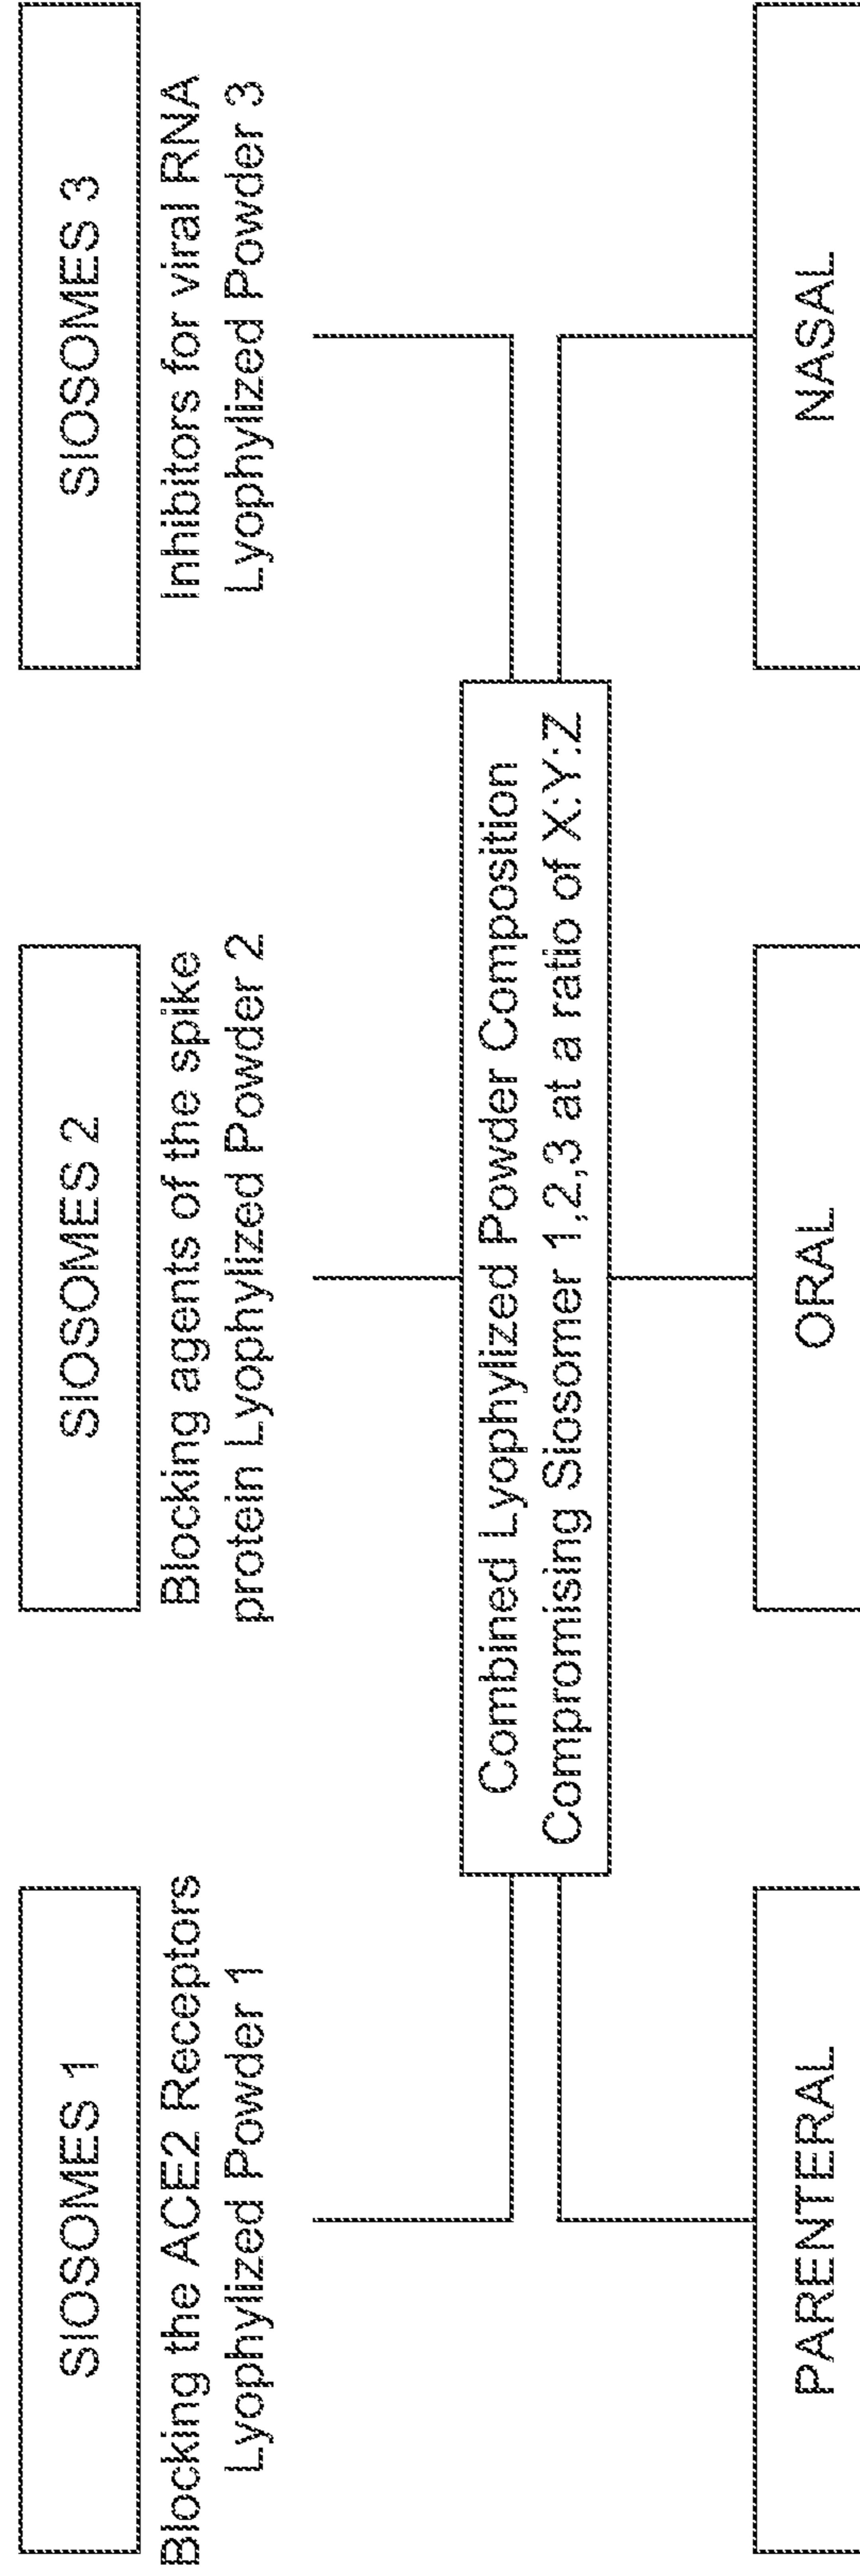 SIOSOMES 1
Blocking the ACE2 Receptors
Lyophylized Powder 1
SIOSOMES 2
Blocking agents of the spike
protein Lyophylized Powder 2
SIOSOMES 3
Inhibitors for viral RNA
Lyophylized Powder 3
Combined Lyophylized Powder Composition
Compromising Siosomer 1,2,3 at a ratio of X:Y:Z
PARENTERAL
ORAL
NASAL